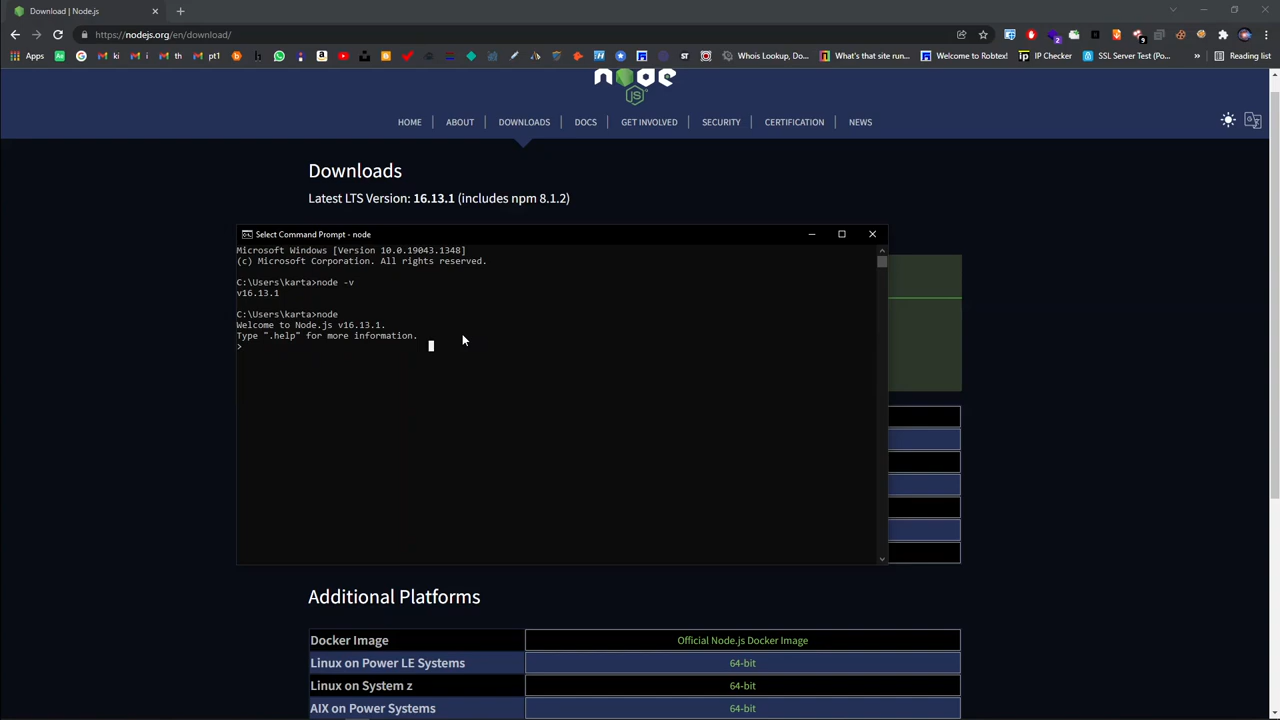 Download | Node.js
https://nodejs.org/en/download/
Apps
ki
i
th
pt1
Whois Lookup, Do...
What's that site run...
Welcome to Robtex!
IP Checker
SSL Server Test (Po...
»
Reading list
node
JS
HOME | ABOUT | DOWNLOADS | DOCS | GET INVOLVED | SECURITY | CERTIFICATION | NEWS
Downloads
Latest LTS Version: 16.13.1 (includes npm 8.1.2)
Select Command Prompt - node
Microsoft Windows [Version 10.0.19043.1348]
(c) Microsoft Corporation. All rights reserved.
C:\Users\karta>node -v
v16.13.1
C:\Users\karta>node
Welcome to Node.js v16.13.1.
Type ".help" for more information.
>
Additional Platforms
Docker Image
Official Node.js Docker Image
Linux on Power LE Systems
64-bit
Linux on System z
64-bit
AIX on Power Systems
64-bit